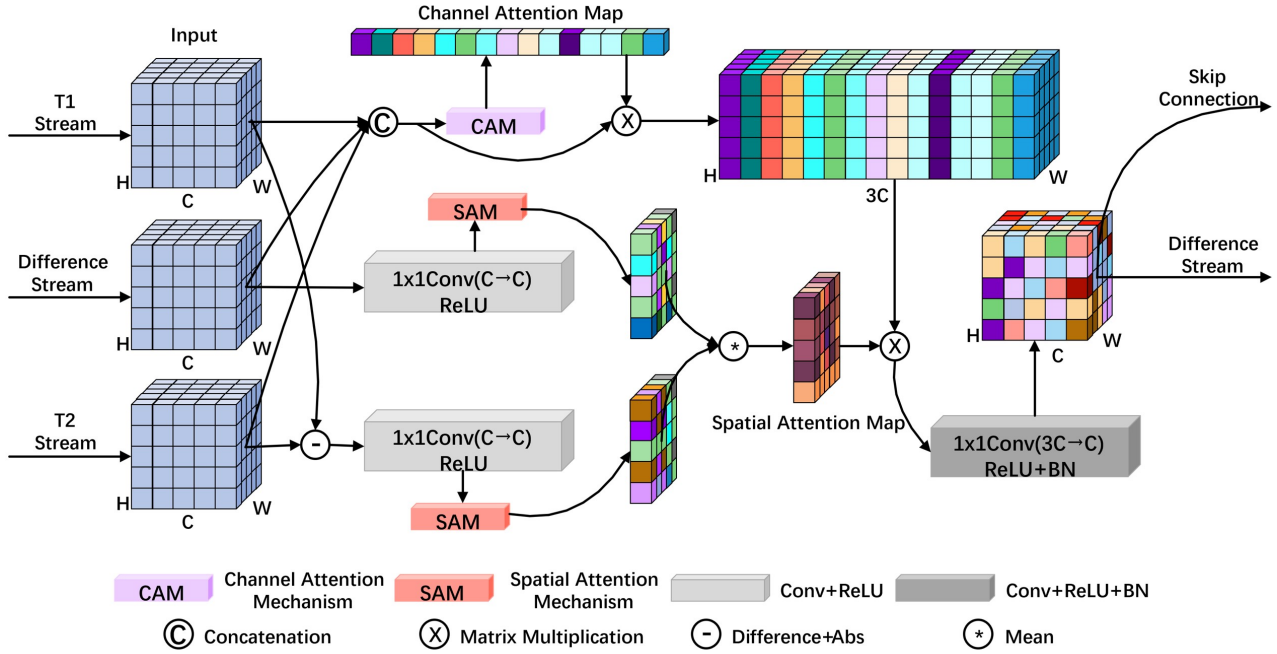 Channel Attention Map
Input
T1
Stream
C
CAM
X
H
W
C
H
3C
W
Skip
Connection
SAM
Difference
Stream
1x1Conv(C→C)
ReLU
H
W
C
*
X
Spatial Attention Map
H
W
C
Difference
Stream
T2
Stream
-
1x1Conv(C→C)
ReLU
H
W
C
SAM
1x1Conv(3C→C)
ReLU+BN
CAM
Channel Attention
Mechanism
SAM
Spatial Attention
Mechanism
Conv+ReLU
Conv+ReLU+BN
C Concatenation
X Matrix Multiplication
- Difference+Abs
* Mean